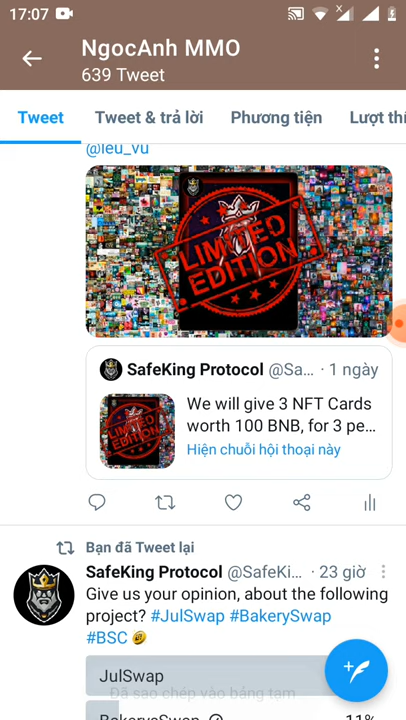 17:07
NgocAnh MMO
639 Tweet
Tweet
Tweet & trả lời
Phương tiện
Lượt thí
@leu_vu
LIMITED
EDITION
SafeKing Protocol @Sa... · 1 ngày
LIMITED
EDITION
We will give 3 NFT Cards
worth 100 BNB, for 3 pe...
Hiện chuỗi hội thoại này
Bạn đã Tweet lại
SafeKing Protocol @SafeKi... · 23 giờ
Give us your opinion, about the following
project? #JulSwap #BakerySwap
#BSC
JulSwap
Đã sao chép vào bảng tạm
BakerySwap
11%